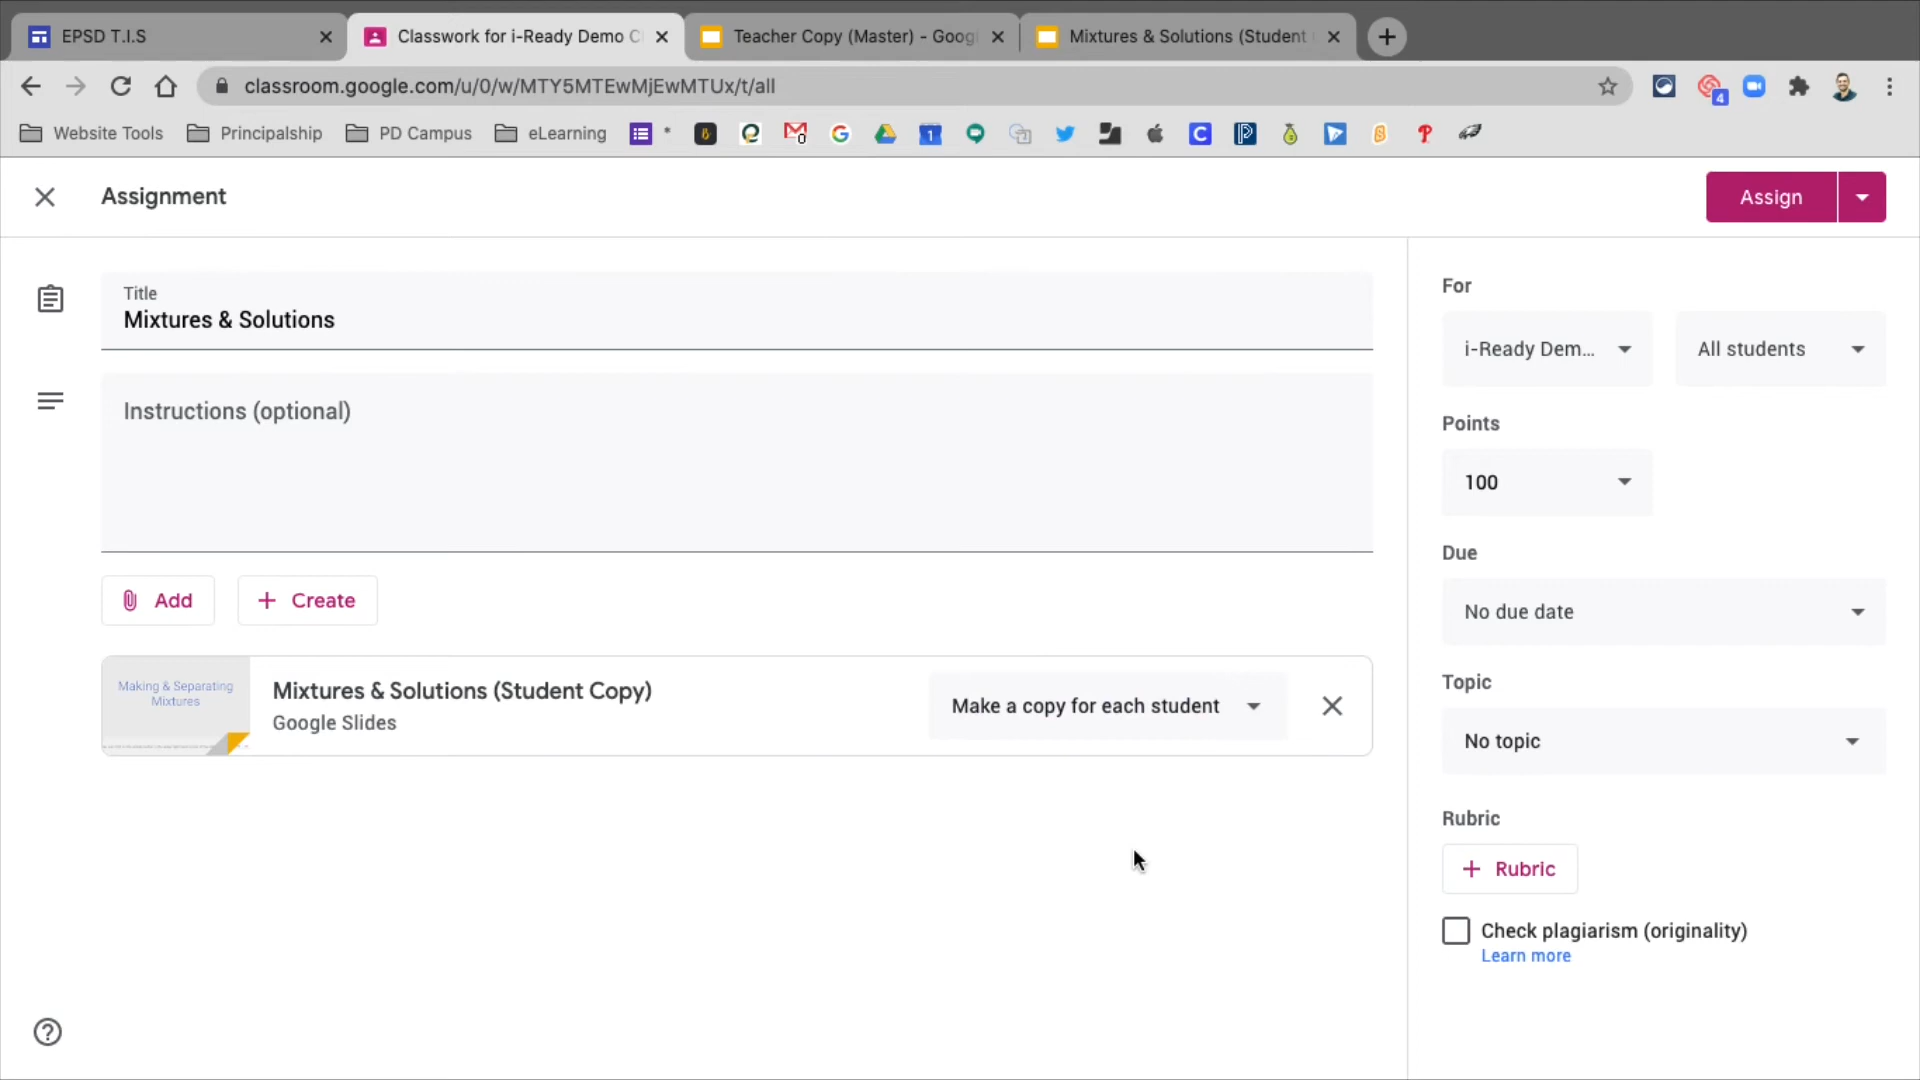 EPSD T.I.S
Classwork for i-Ready Demo C
Teacher Copy (Master) - Goog
Mixtures & Solutions (Student
classroom.google.com/u/0/w/MTY5MTEwMjEwMTUx/t/all
4
Website Tools
Principalship
PD Campus
eLearning
*
0
1
Assignment
Assign
Title
Mixtures & Solutions
Instructions (optional)
Add
Create
Making & Separating
Mixtures
Mixtures & Solutions (Student Copy)
Google Slides
Make a copy for each student
For
i-Ready Dem...
All students
Points
100
Due
No due date
Topic
No topic
Rubric
Rubric
Check plagiarism (originality)
Learn more